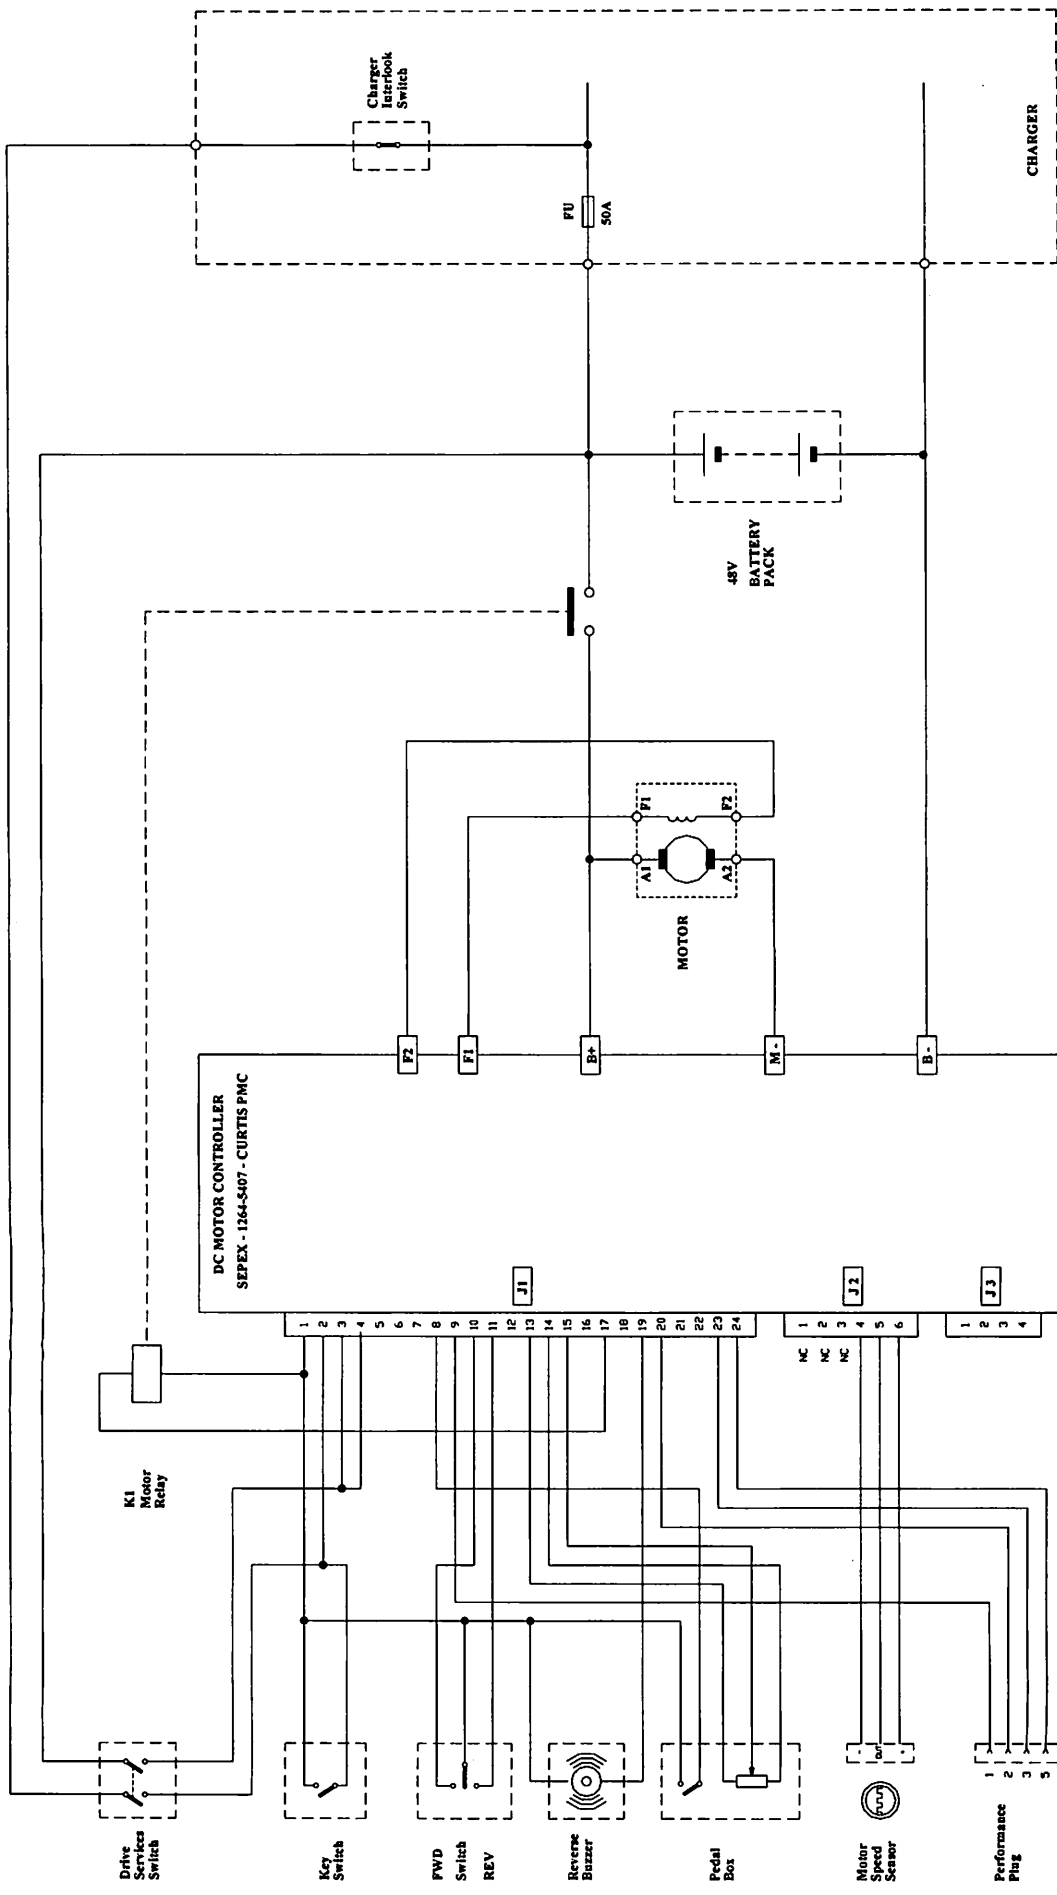 Charger
Interlook
Switch
FU
50A
CHARGER
48V
BATTERY
PACK
F1
F2
A1
A2
MOTOR
DC MOTOR CONTROLLER
SEPEX - 1264-5407 - CURTIS PMC
F2
F1
B+
M -
B -
J1
J2
J3
1
2
3
4
5
6
7
8
9
10
11
12
13
14
15
16
17
18
19
20
21
22
23
24
1
2
3
4
5
6
NC
NC
NC
1
2
3
4
K1
Motor
Relay
Drive
Services
Switch
Key
Switch
FWD
Switch
REV
Reverse
Buzzer
Pedal
Box
Motor
Speed
Sensor
-
OUT
+
Performance
Plug
1
2
3
5